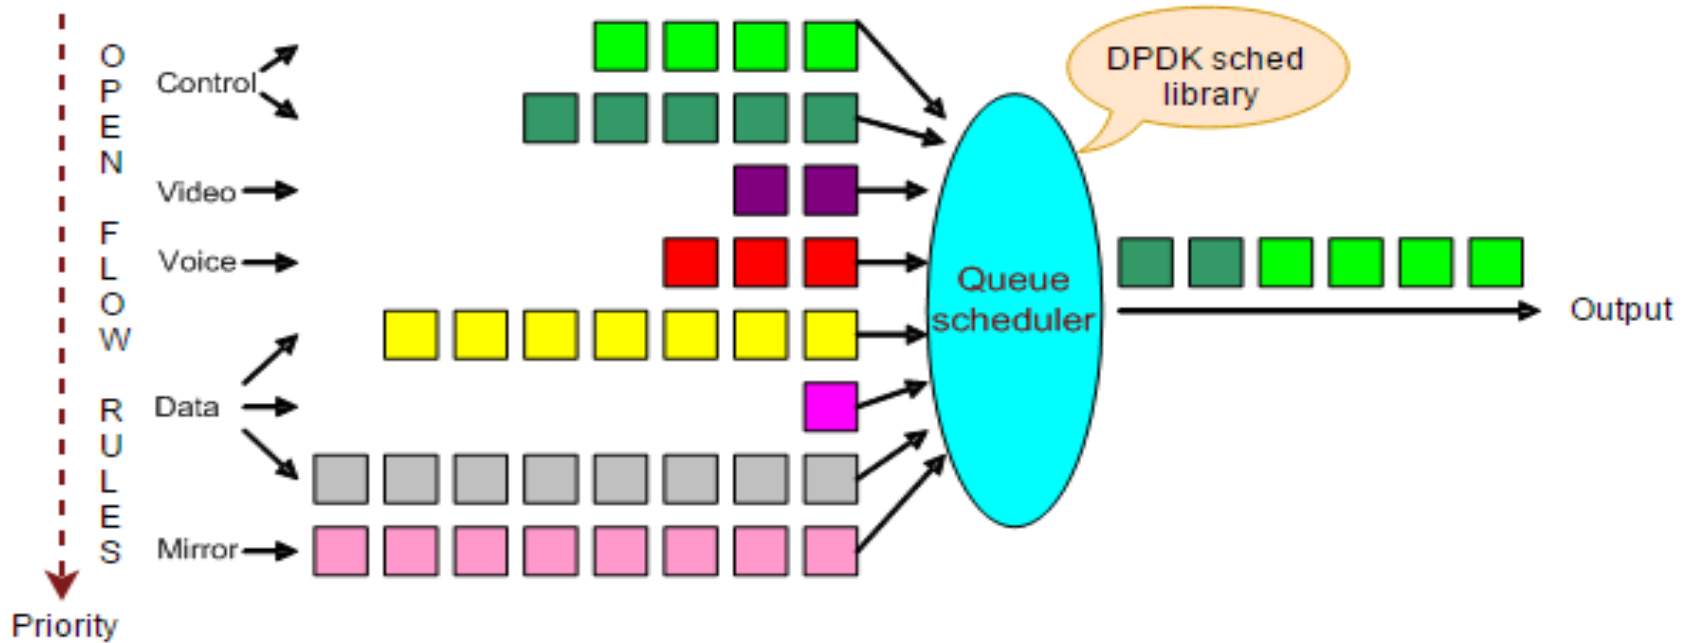 OPEN FLOW RULES
Control
Video
Voice
Data
Mirror
Priority
DPDK sched
library
Queue
scheduler
Output